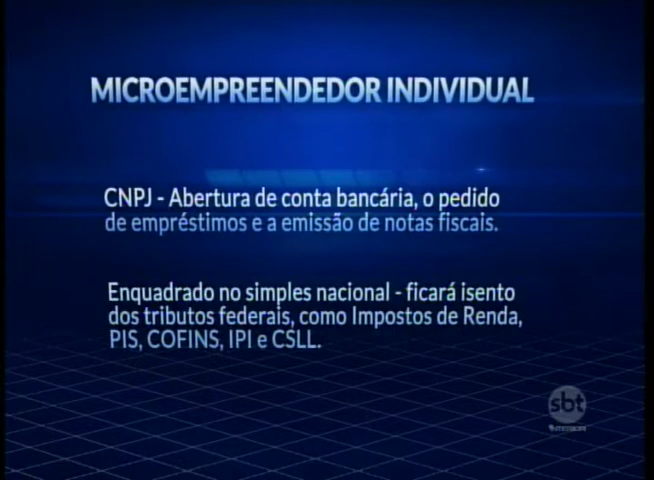 MICROEMPREENDEDOR INDIVIDUAL
CNPJ - Abertura de conta bancária, o pedido
de empréstimos e a emissão de notas fiscais.
Enquadrado no simples nacional - ficará isento
dos tributos federais, como Impostos de Renda,
PIS, COFINS, IPI e CSLL.
sbt
INTERIOR